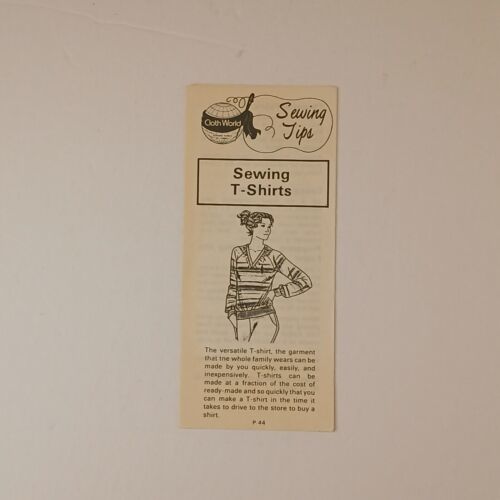 Sewing
Tips
Cloth World
Sewing
T-Shirts
The versatile T-shirt, the garment
that the whole family wears can be
made by you quickly, easily, and
inexpensively. T-shirts can be
made at a fraction of the cost of
ready-made and so quickly that you
can make a T-shirt in the time it
takes to drive to the store to buy a
shirt.
P 44